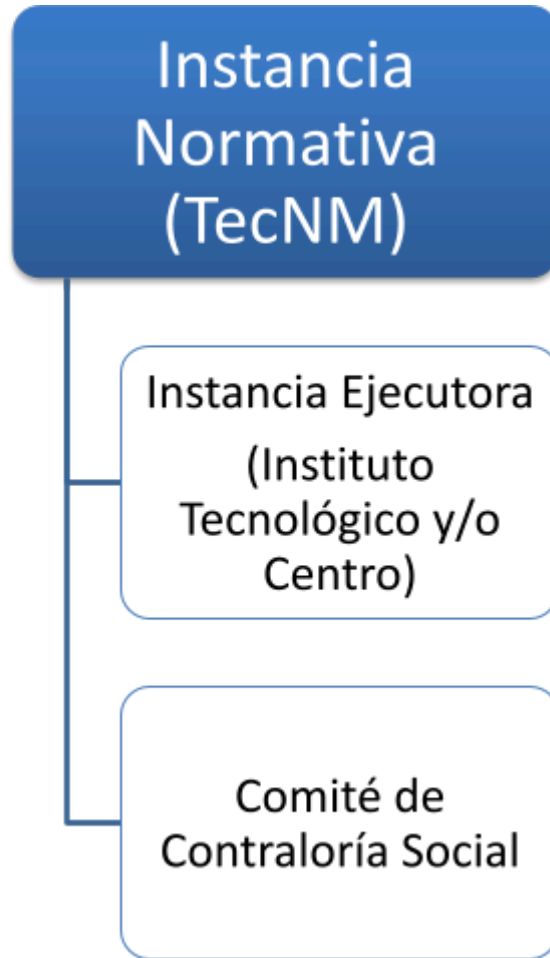 Instancia
Normativa
(TecNM)
Instancia Ejecutora
(Instituto
Tecnológico y/o
Centro)
Comité de
Contraloría Social